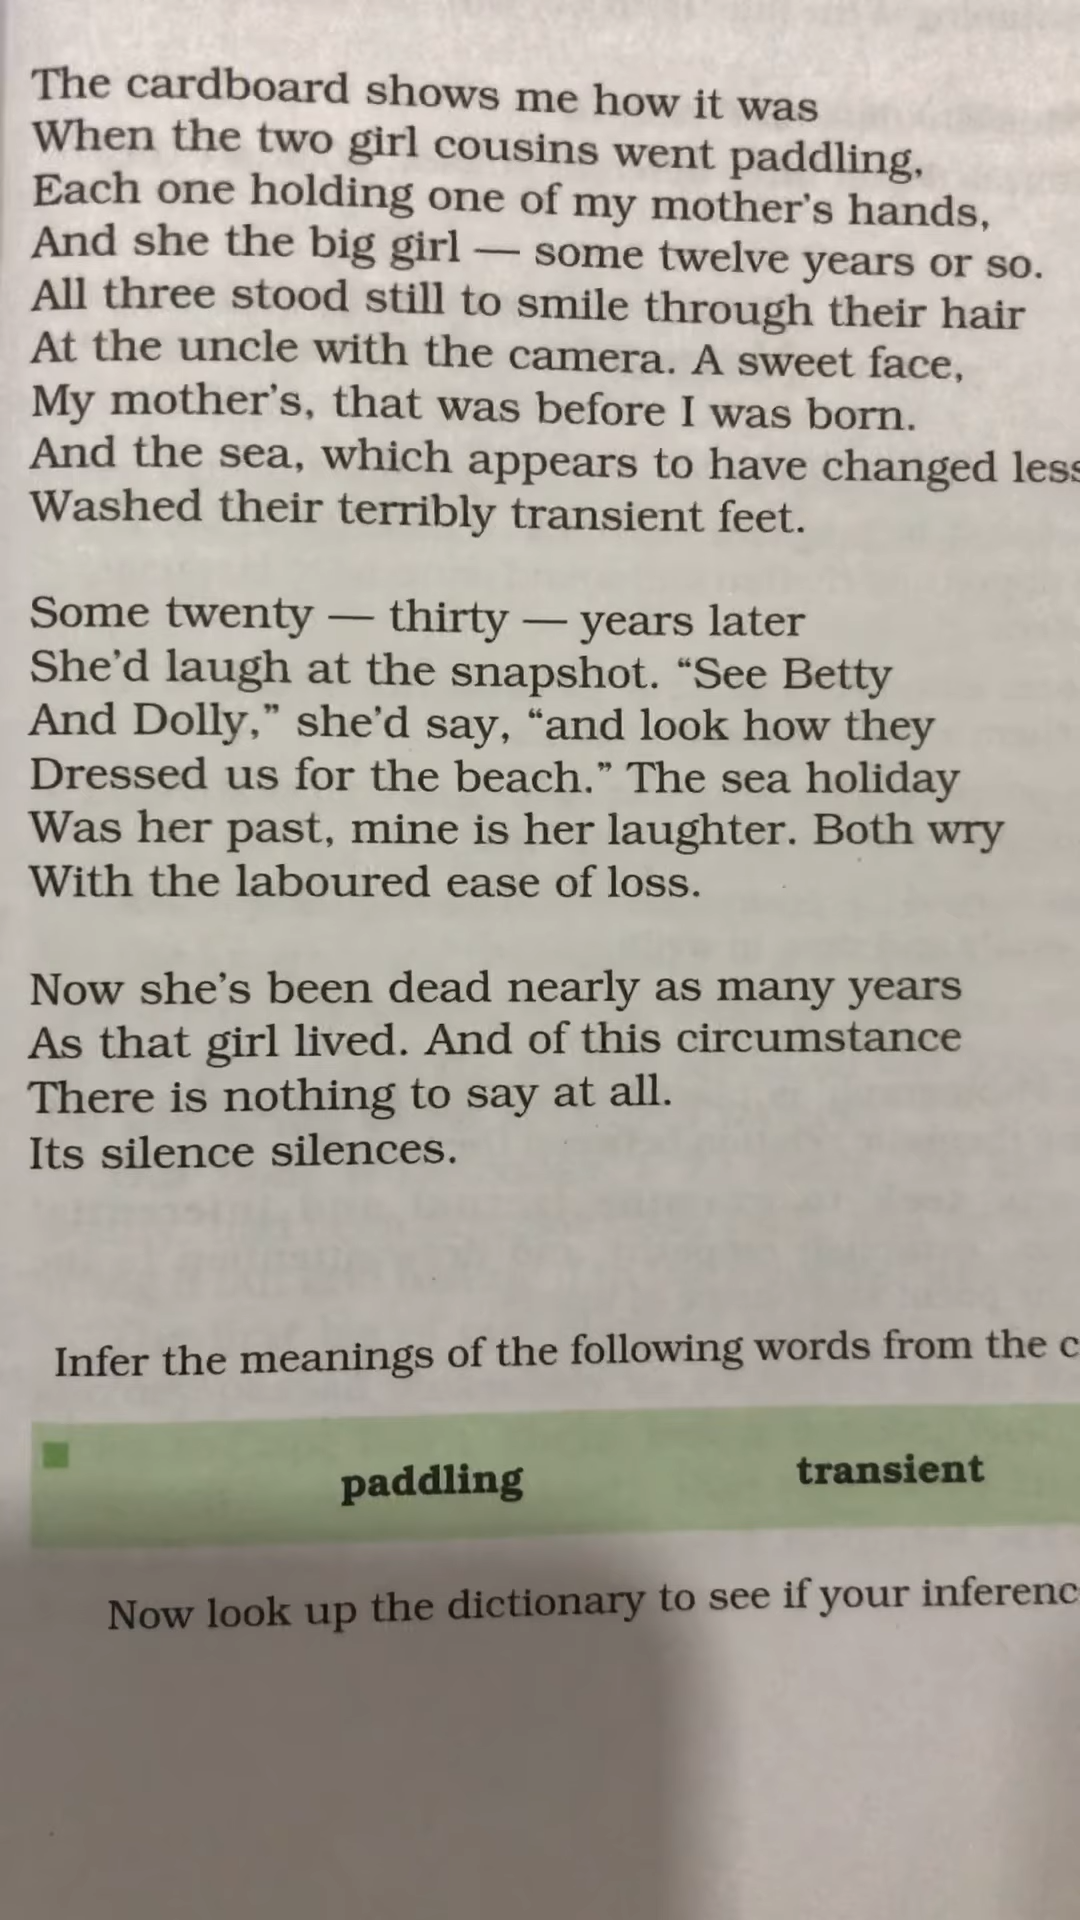 The cardboard shows me how it was
When the two girl cousins went paddling,
Each one holding one of my mother's hands,
And she the big girl — some twelve years or so.
All three stood still to smile through their hair
At the uncle with the camera. A sweet face,
My mother's, that was before I was born.
And the sea, which appears to have changed less
Washed their terribly transient feet.
Some twenty — thirty — years later
She'd laugh at the snapshot. “See Betty
And Dolly,” she'd say, “and look how they
Dressed us for the beach.” The sea holiday
Was her past, mine is her laughter. Both wry
With the laboured ease of loss.
Now she's been dead nearly as many years
As that girl lived. And of this circumstance
There is nothing to say at all.
Its silence silences.
Infer the meanings of the following words from the
paddling transient
Now look up the dictionary to see if your